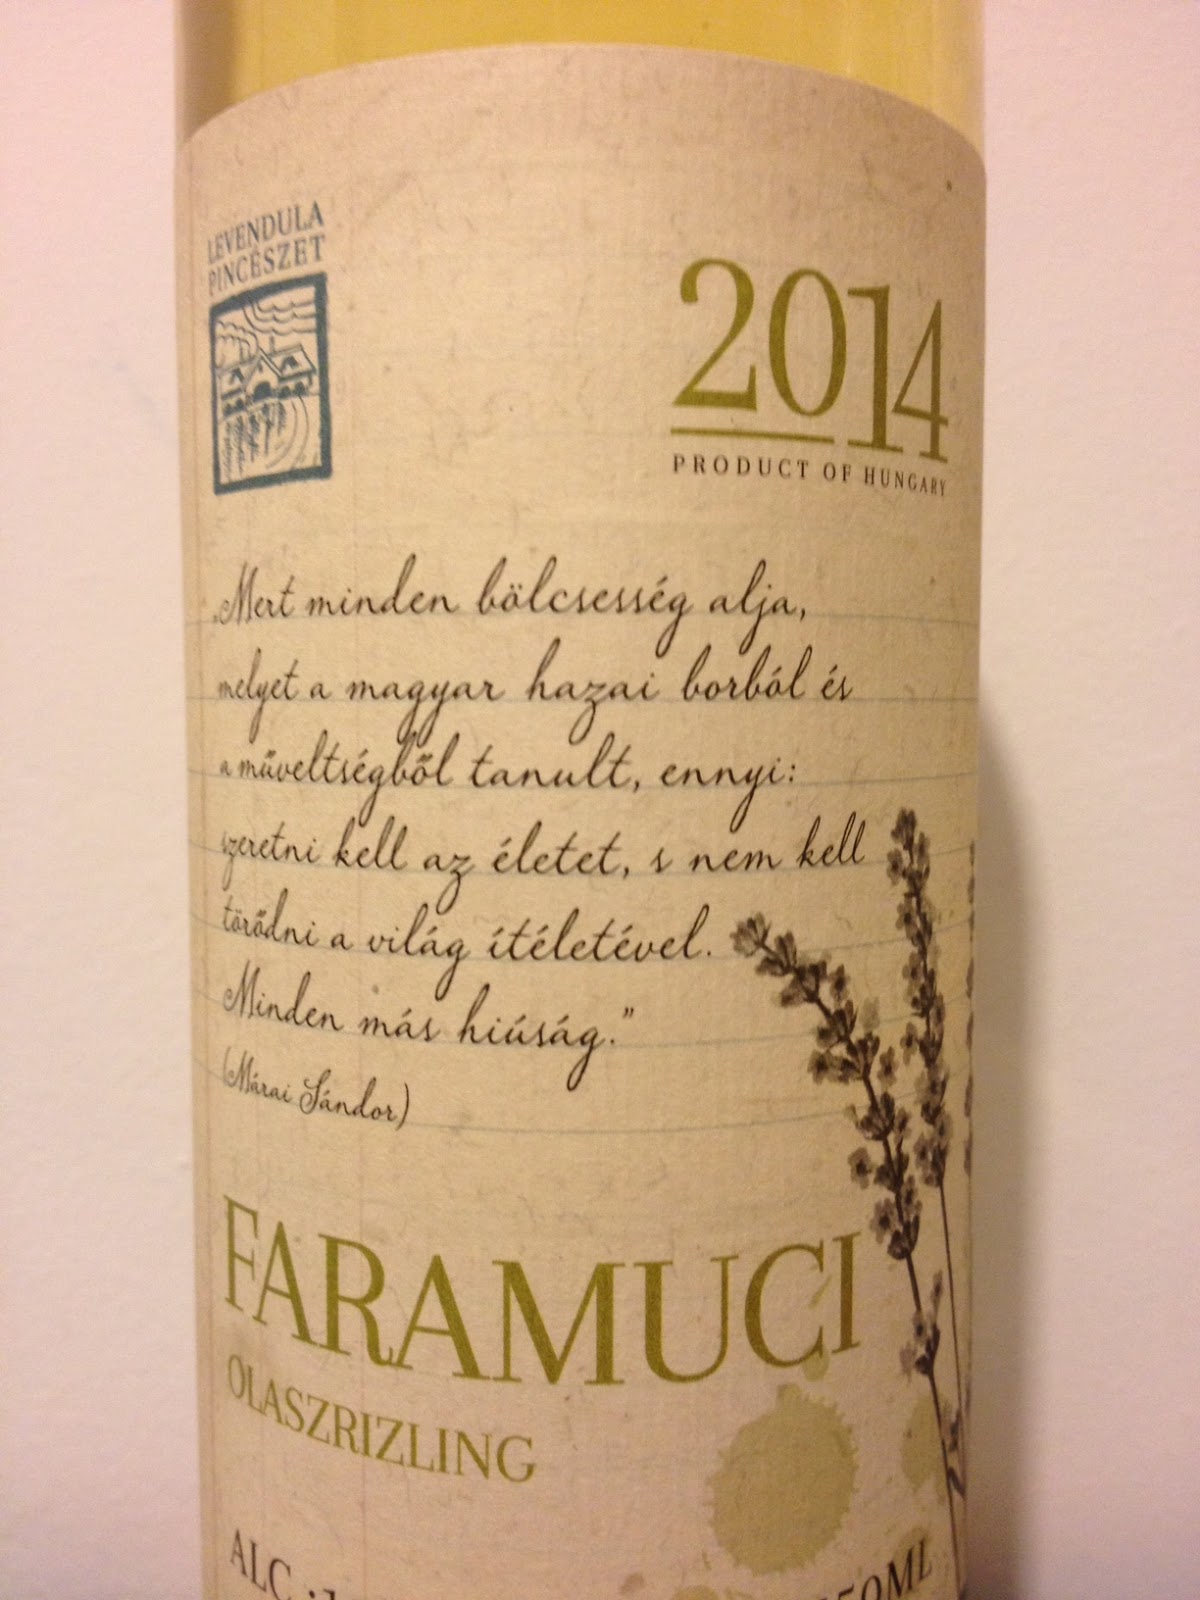 LEVENDULA
PINCÉSZET
2014
PRODUCT OF HUNGARY
„Mert minden bölcsesség alja,
melyet a magyar hazai borból és
a műveltségből tanult, ennyi:
szeretni kell az életet, s nem kell
törődni a világ ítéletével.
Minden más hiúság.”
(Márai Sándor)
FARAMUCI
OLASZRIZLING
ALC